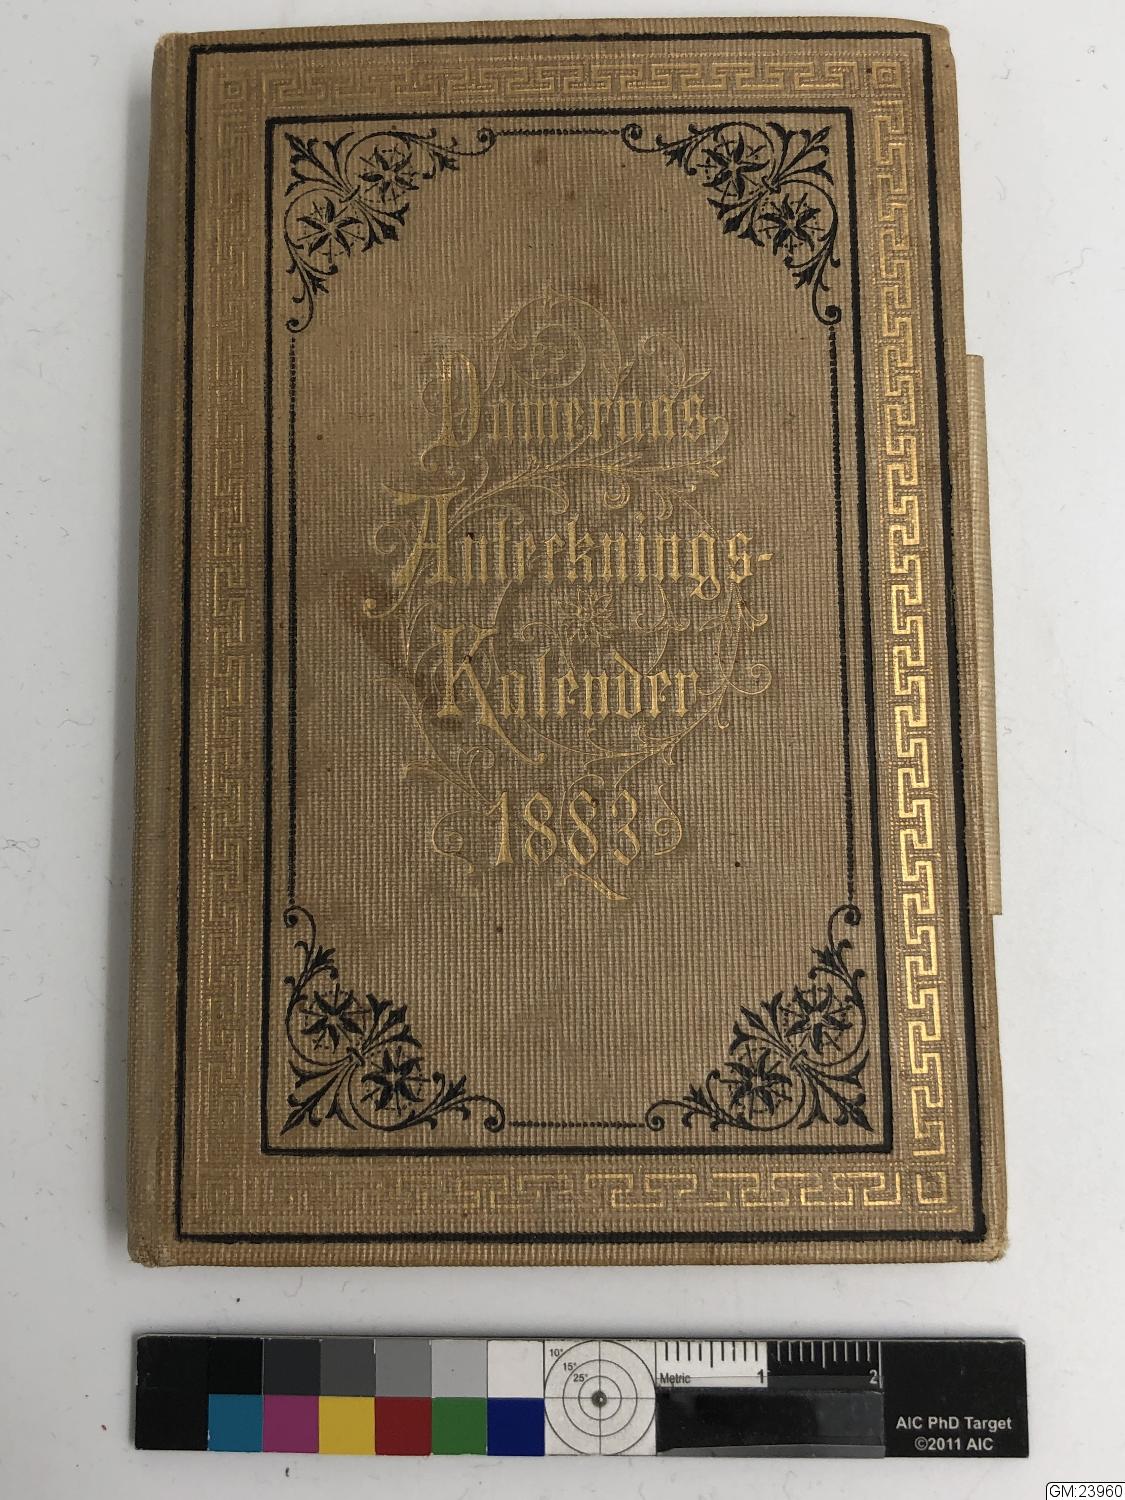 Damernas
Antecknings-
Kalender
1883
10°
15°
25°
Metric
1
2
AIC PhD Target
©2011 AIC
GM:23960